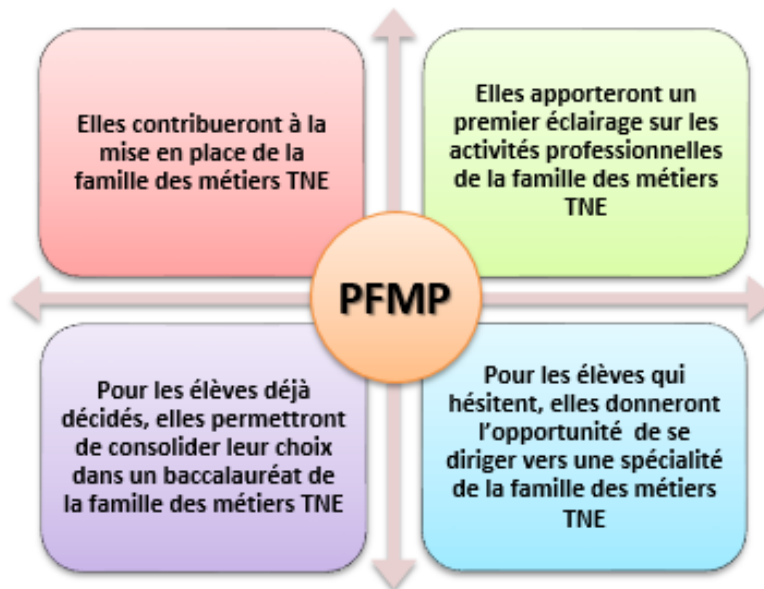 Elles contribueront à la
mise en place de la
famille des métiers TNE
Elles apporteront un
premier éclairage sur les
activités professionnelles
de la famille des métiers
TNE
PFMP
Pour les élèves déjà
décidés, elles permettront
de consolider leur choix
dans un baccalauréat de
la famille des métiers TNE
Pour les élèves qui
hésitent, elles donneront
l’opportunité de se
diriger vers une spécialité
de la famille des métiers
TNE